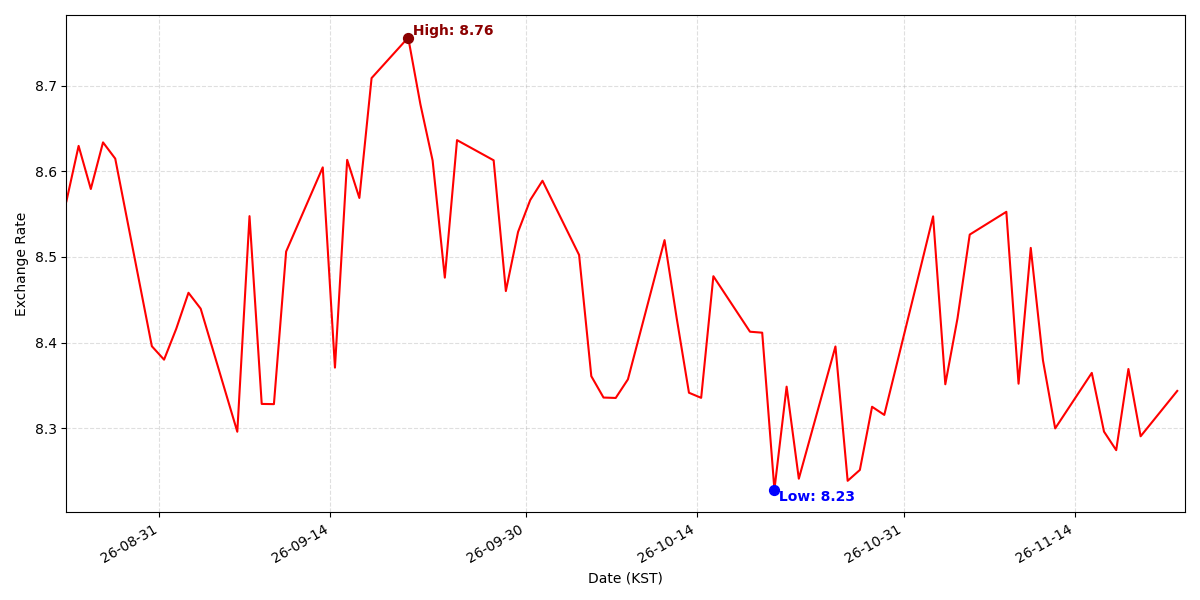 High: 8.76
8.7
8.6
8.5
8.4
8.3
Exchange Rate
Low: 8.23
26-08-31
26-09-14
26-09-30
26-10-14
26-10-31
26-11-14
Date (KST)